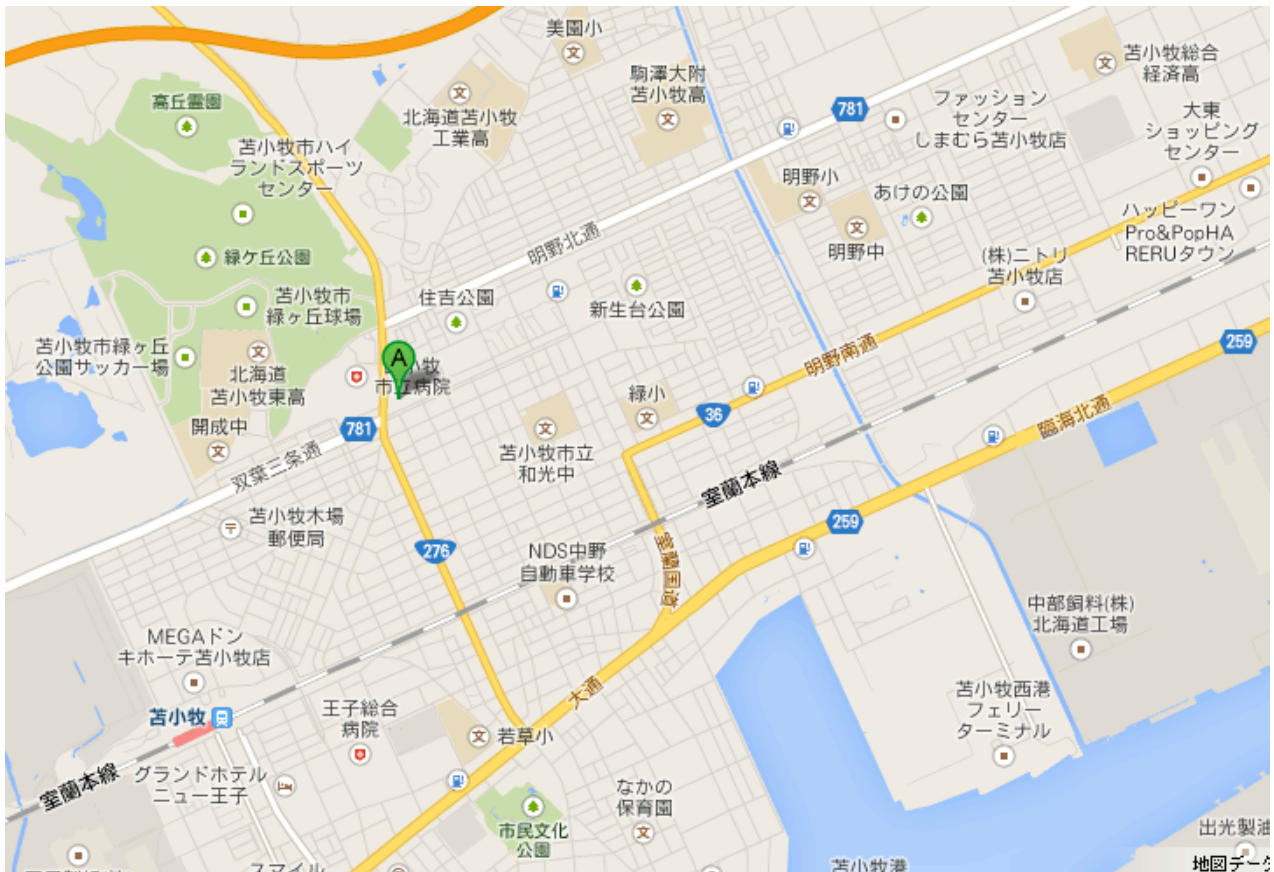 美園小
駒澤大附
苫小牧高
781
苫小牧総合
経済高
ファッション
センター
しまむら苫小牧店
大東
ショッピング
センター
高丘霊園
北海道苫小牧
工業高
苫小牧市ハイ
ランドスポーツ
センター
明野小
あけの公園
明野中
ハッピーワン
Pro&PopHA
RERUタウン
明野北通
緑ケ丘公園
(株)ニトリ
苫小牧店
苫小牧市
緑ヶ丘球場
住吉公園
新生台公園
苫小牧市緑ヶ丘
公園サッカー場
A
市立病院
北海道
苫小牧東高
緑小
36
明野南通
259
開成中
781
双葉三条通
苫小牧市立
和光中
臨海北通
室蘭本線
苫小牧木場
郵便局
276
NDS中野
自動車学校
室蘭国道
259
中部飼料(株)
北海道工場
MEGAドン
キホーテ苫小牧店
苫小牧
王子総合
病院
大通
若草小
苫小牧西港
フェリー
ターミナル
室蘭本線
グランドホテル
ニュー王子
なかの
保育園
市民文化
公園
スマイル
苫小牧港
出光製油
地図データ